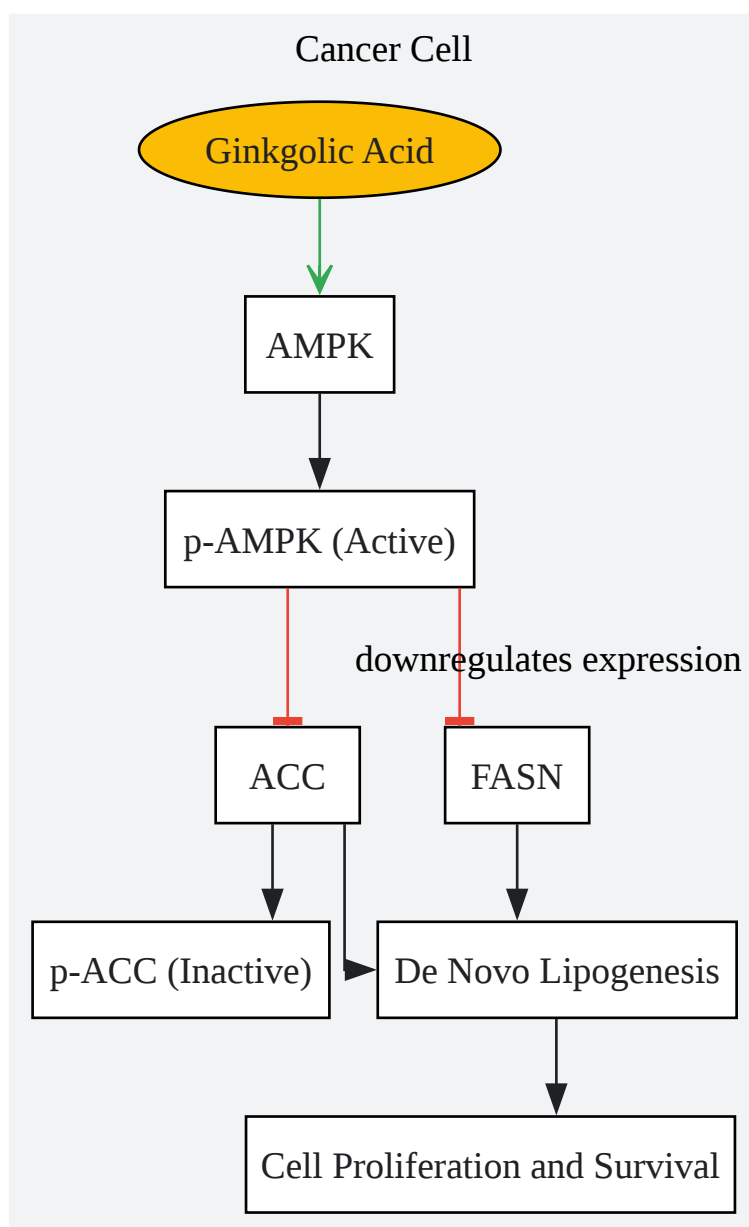 Cancer Cell
Ginkgolic Acid
AMPK
p-AMPK (Active)
downregulates expression
ACC
FASN
p-ACC (Inactive)
De Novo Lipogenesis
Cell Proliferation and Survival